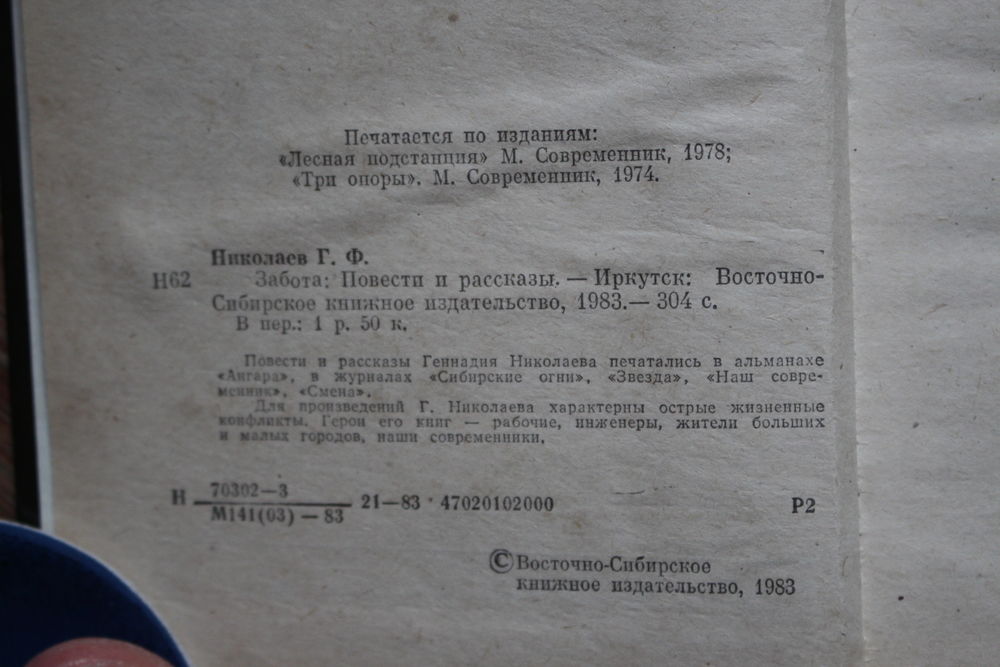 Печатается по изданиям:
«Лесная подстанция» М. Современник, 1978;
«Три опоры». М. Современник, 1974.
Николаев Г. Ф.
Н62 Забота: Повести и рассказы. — Иркутск: Восточно-
Сибирское книжное издательство, 1983.— 304 с.
В пер.: 1 р. 50 к.
Повести и рассказы Геннадия Николаева печатались в альманахе
«Ангара», в журналах «Сибирские огни», «Звезда», «Наш совре-
менник», «Смена».
Для произведений Г. Николаева характерны острые жизненные
конфликты. Герои его книг — рабочие, инженеры, жители больших
и малых городов, наши современники.
70302—3
Н 21—83 · 47020102000 Р2
М141(03)—83
©Восточно-Сибирское
книжное издательство, 1983